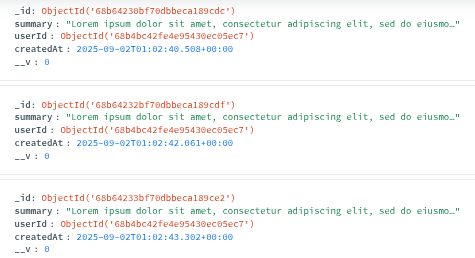 _id: ObjectId('68b64230bf70dbbeca189cdc')
summary : "Lorem ipsum dolor sit amet, consectetur adipiscing elit, sed do eiusmo…"
userId : ObjectId('68b4bc42fe4e95430ec05ec7')
createdAt : 2025-09-02T01:02:40.508+00:00
__v : 0
_id: ObjectId('68b64232bf70dbbeca189cdf')
summary : "Lorem ipsum dolor sit amet, consectetur adipiscing elit, sed do eiusmo…"
userId : ObjectId('68b4bc42fe4e95430ec05ec7')
createdAt : 2025-09-02T01:02:42.061+00:00
__v : 0
_id: ObjectId('68b64233bf70dbbeca189ce2')
summary : "Lorem ipsum dolor sit amet, consectetur adipiscing elit, sed do eiusmo…"
userId : ObjectId('68b4bc42fe4e95430ec05ec7')
createdAt : 2025-09-02T01:02:43.302+00:00
__v : 0